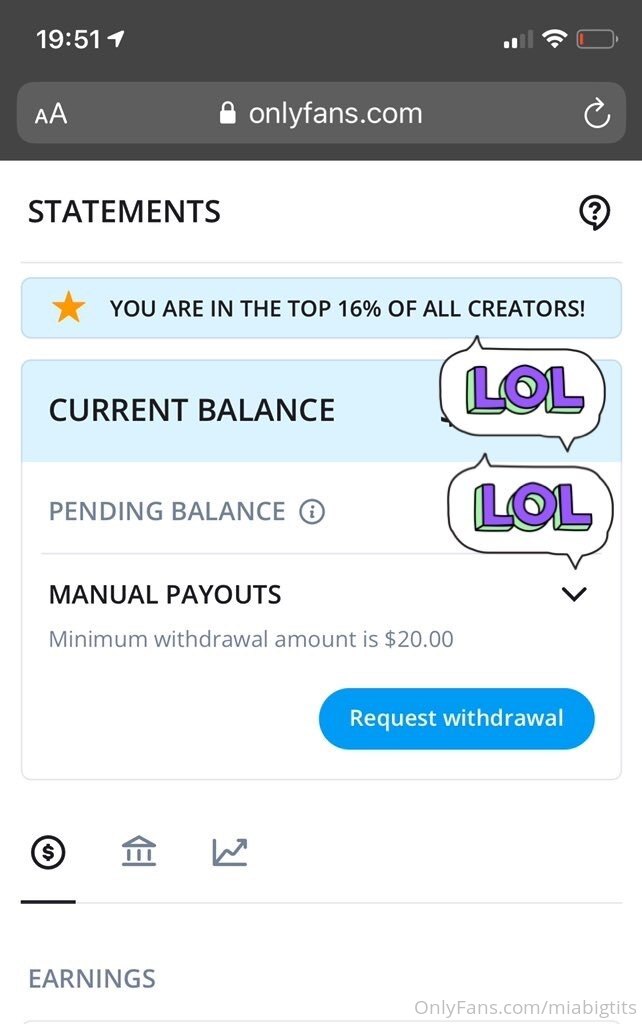 19:51
AA onlyfans.com
STATEMENTS
YOU ARE IN THE TOP 16% OF ALL CREATORS!
CURRENT BALANCE LOL
PENDING BALANCE LOL
MANUAL PAYOUTS
Minimum withdrawal amount is $20.00
Request withdrawal
EARNINGS
OnlyFans.com/miabigtits